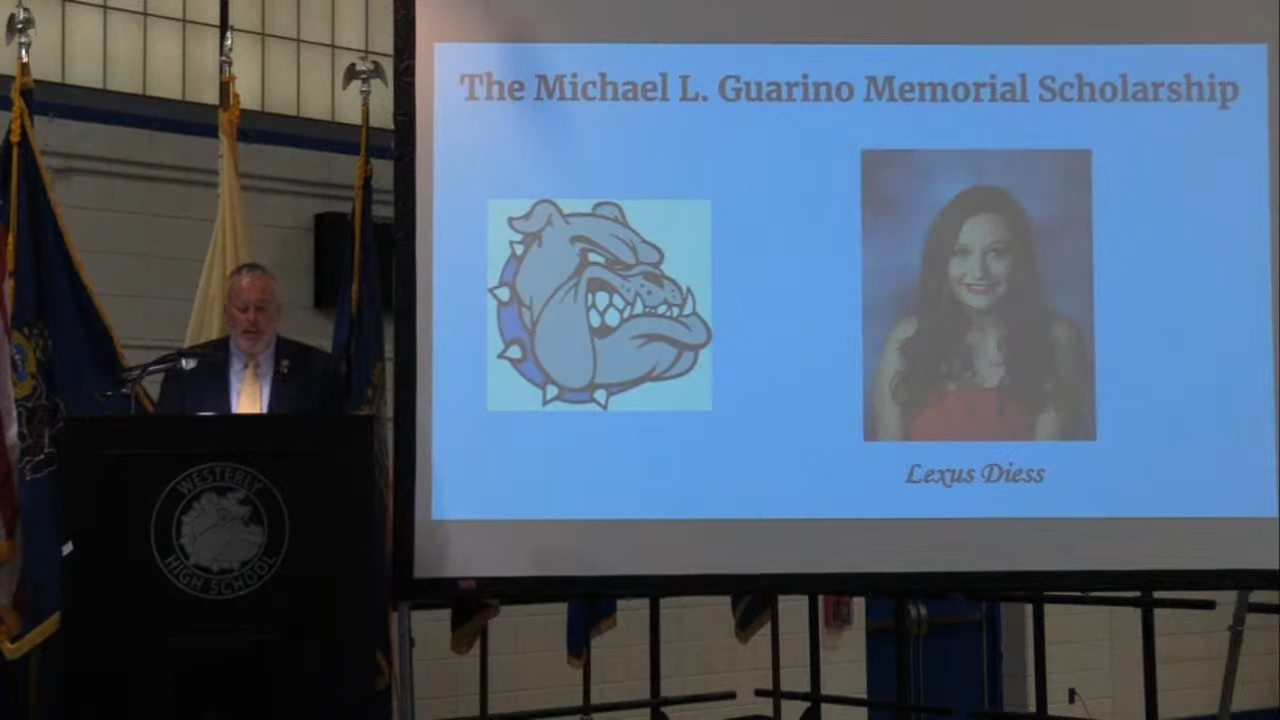 The Michael L. Guarino Memorial Scholarship
Lexus Diess
WESTERLY
HIGH SCHOOL